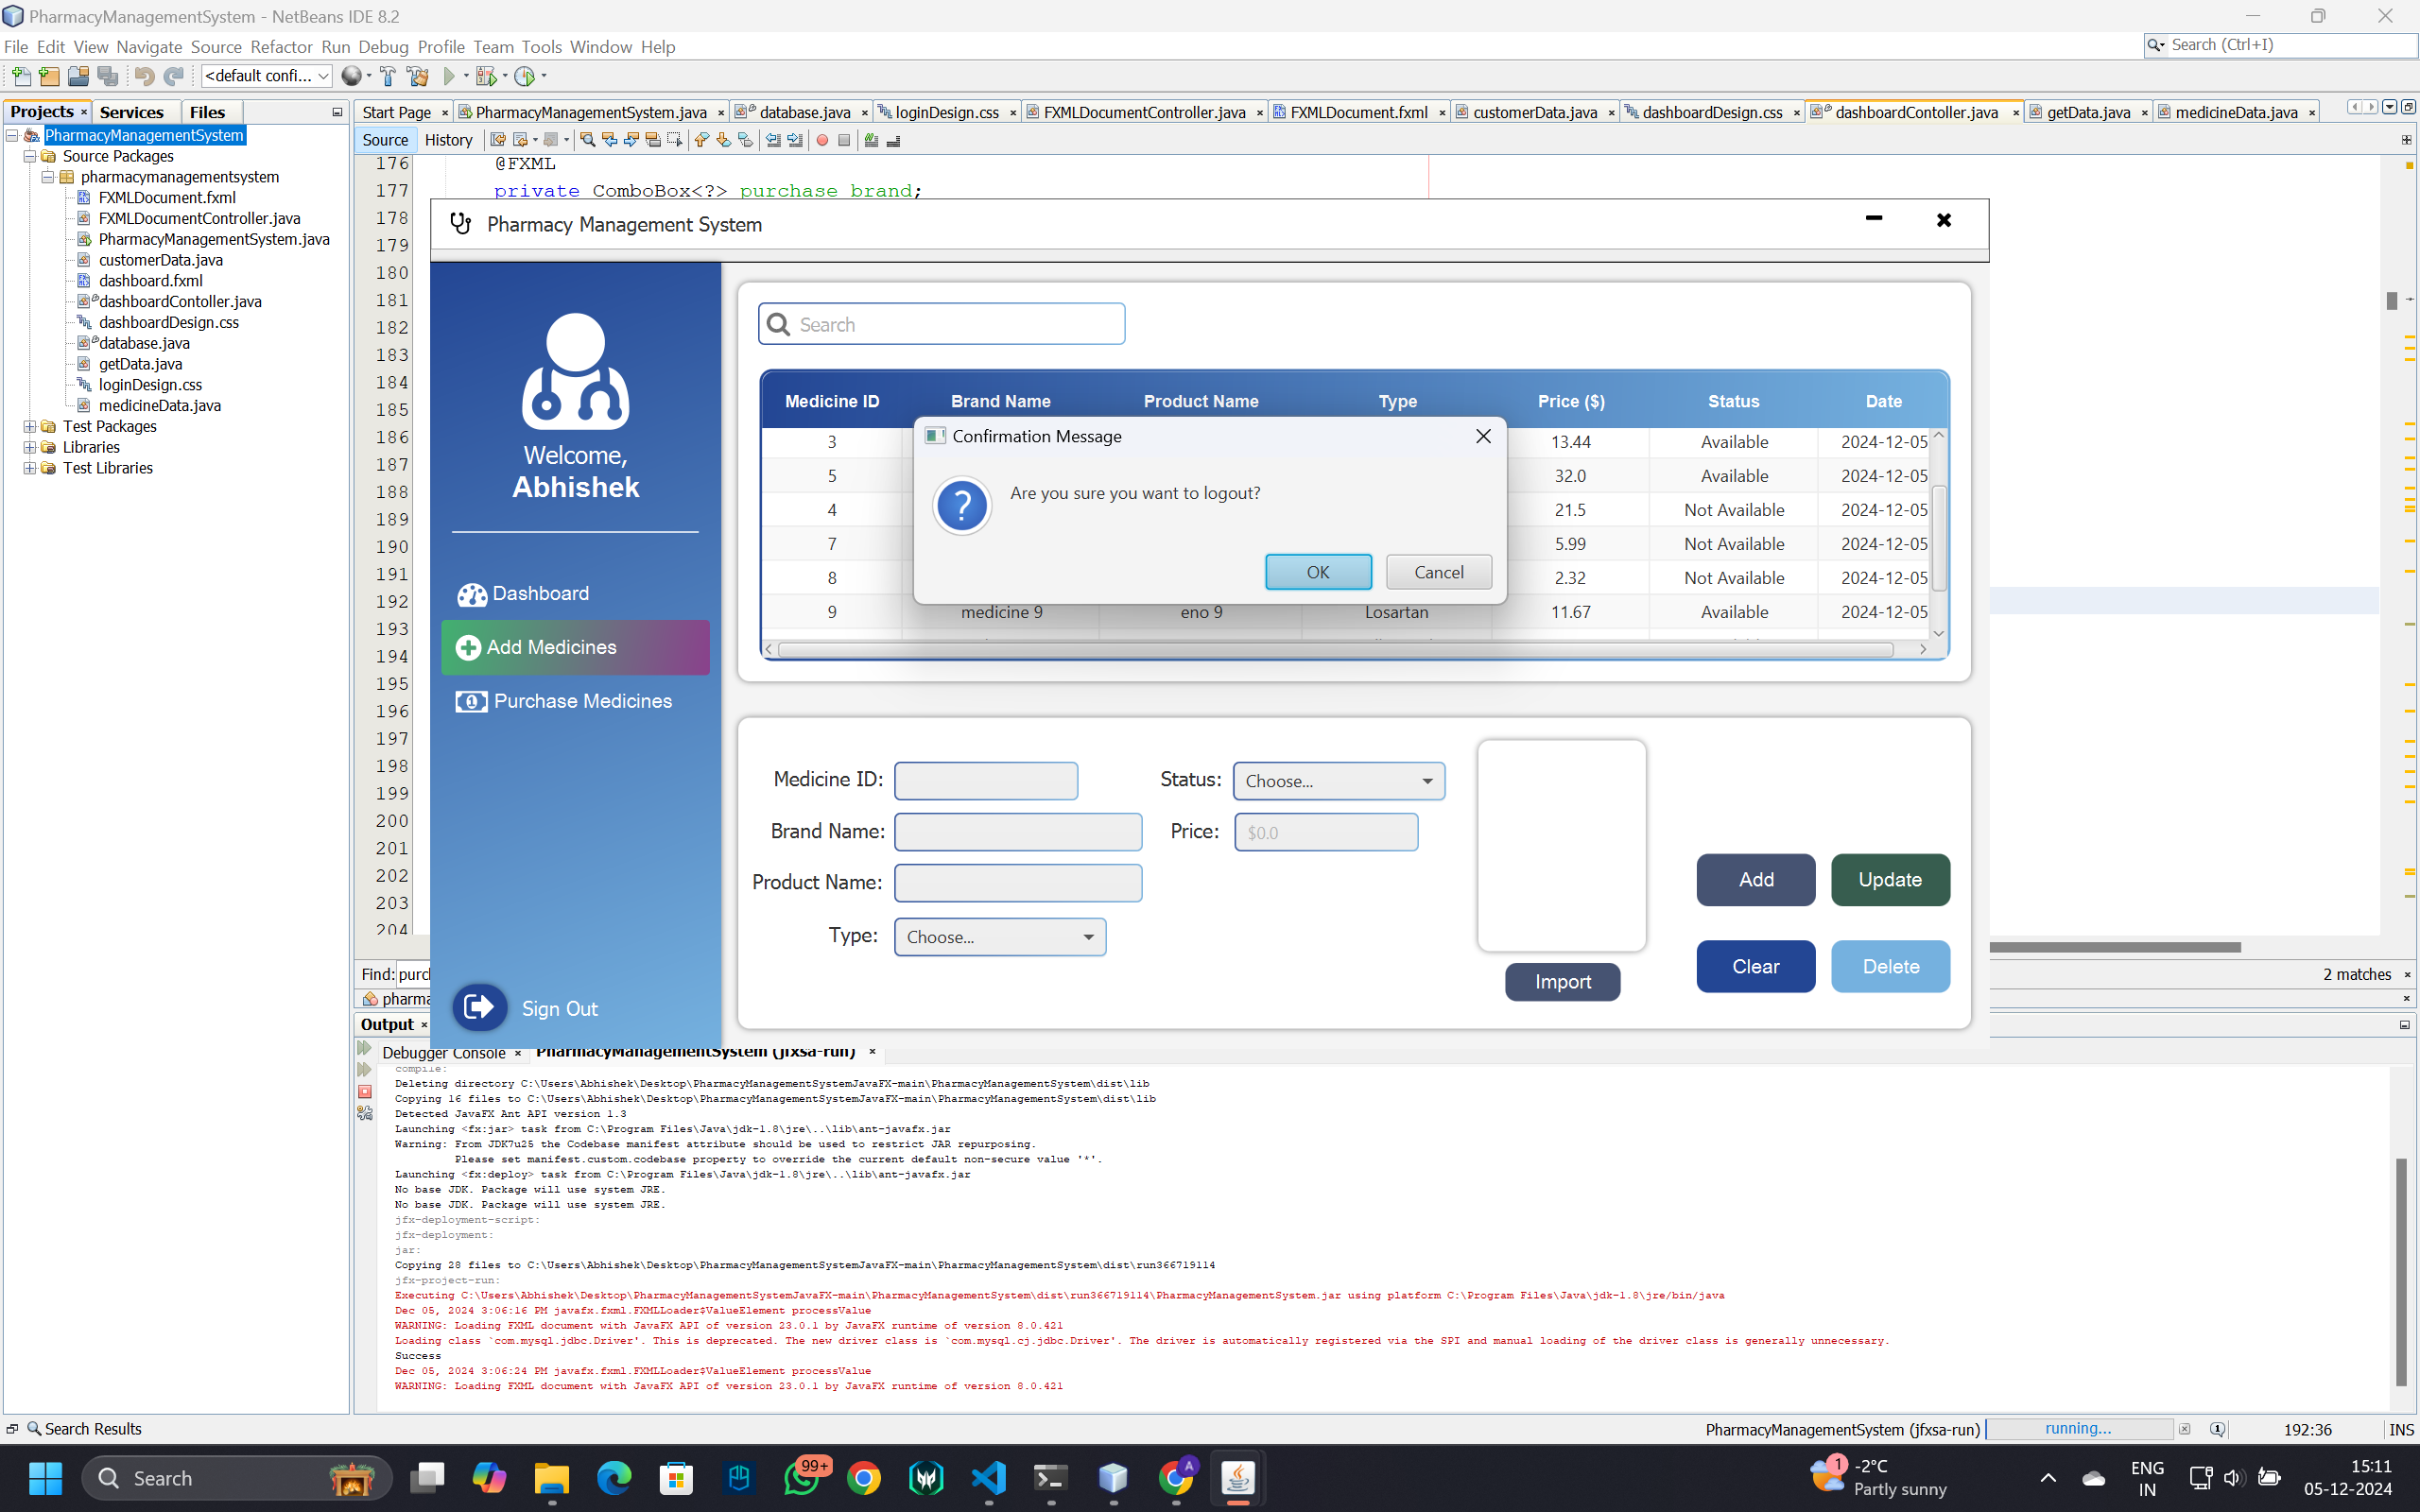 PharmacyManagementSystem - NetBeans IDE 8.2
File Edit View Navigate Source Refactor Run Debug Profile Team Tools Window Help
Search (Ctrl+I)
<default confi...
Projects Services Files
Start Page PharmacyManagementSystem.java database.java loginDesign.css FXMLDocumentController.java FXMLDocument.fxml customerData.java dashboardDesign.css dashboardContoller.java getData.java medicineData.java
Source History
PharmacyManagementSystem
Source Packages
pharmacymanagementsystem
FXMLDocument.fxml
FXMLDocumentController.java
PharmacyManagementSystem.java
customerData.java
dashboard.fxml
dashboardContoller.java
dashboardDesign.css
database.java
getData.java
loginDesign.css
medicineData.java
Test Packages
Libraries
Test Libraries
176 @FXML
177 private ComboBox<?> purchase_brand;
178
179
180
181
182
183
184
185
186
187
188
189
190
191
192
193
194
195
196
197
198
199
200
201
202
203
204
Pharmacy Management System
Welcome,
Abhishek
Dashboard
Add Medicines
Purchase Medicines
Sign Out
Search
Medicine ID Brand Name Product Name Type Price ($) Status Date
3 13.44 Available 2024-12-05
5 32.0 Available 2024-12-05
4 21.5 Not Available 2024-12-05
7 5.99 Not Available 2024-12-05
8 2.32 Not Available 2024-12-05
9 medicine 9 eno 9 Losartan 11.67 Available 2024-12-05
Confirmation Message
Are you sure you want to logout?
OK Cancel
Medicine ID: Status: Choose...
Brand Name: Price: $0.0
Product Name:
Type: Choose...
Import
Add Update
Clear Delete
Find: purc
2 matches
pharma
Output
Debugger Console PharmacyManagementSystem (jfxsa-run)
compile:
Deleting directory C:\Users\Abhishek\Desktop\PharmacyManagementSystemJavaFX-main\PharmacyManagementSystem\dist\lib
Copying 16 files to C:\Users\Abhishek\Desktop\PharmacyManagementSystemJavaFX-main\PharmacyManagementSystem\dist\lib
Detected JavaFX Ant API version 1.3
Launching <fx:jar> task from C:\Program Files\Java\jdk-1.8\jre\..\lib\ant-javafx.jar
Warning: From JDK7u25 the Codebase manifest attribute should be used to restrict JAR repurposing.
Please set manifest.custom.codebase property to override the current default non-secure value '*'.
Launching <fx:deploy> task from C:\Program Files\Java\jdk-1.8\jre\..\lib\ant-javafx.jar
No base JDK. Package will use system JRE.
No base JDK. Package will use system JRE.
jfx-deployment-script:
jfx-deployment:
jar:
Copying 28 files to C:\Users\Abhishek\Desktop\PharmacyManagementSystemJavaFX-main\PharmacyManagementSystem\dist\run366719114
jfx-project-run:
Executing C:\Users\Abhishek\Desktop\PharmacyManagementSystemJavaFX-main\PharmacyManagementSystem\dist\run366719114\PharmacyManagementSystem.jar using platform C:\Program Files\Java\jdk-1.8\jre/bin/java
Dec 05, 2024 3:06:16 PM javafx.fxml.FXMLLoader$ValueElement processValue
WARNING: Loading FXML document with JavaFX API of version 23.0.1 by JavaFX runtime of version 8.0.421
Loading class `com.mysql.jdbc.Driver'. This is deprecated. The new driver class is `com.mysql.cj.jdbc.Driver'. The driver is automatically registered via the SPI and manual loading of the driver class is generally unnecessary.
Success
Dec 05, 2024 3:06:24 PM javafx.fxml.FXMLLoader$ValueElement processValue
WARNING: Loading FXML document with JavaFX API of version 23.0.1 by JavaFX runtime of version 8.0.421
Search Results
PharmacyManagementSystem (jfxsa-run) running... 192:36 INS
Search
99+
A
1
-2°C
Partly sunny
ENG
IN
15:11
05-12-2024